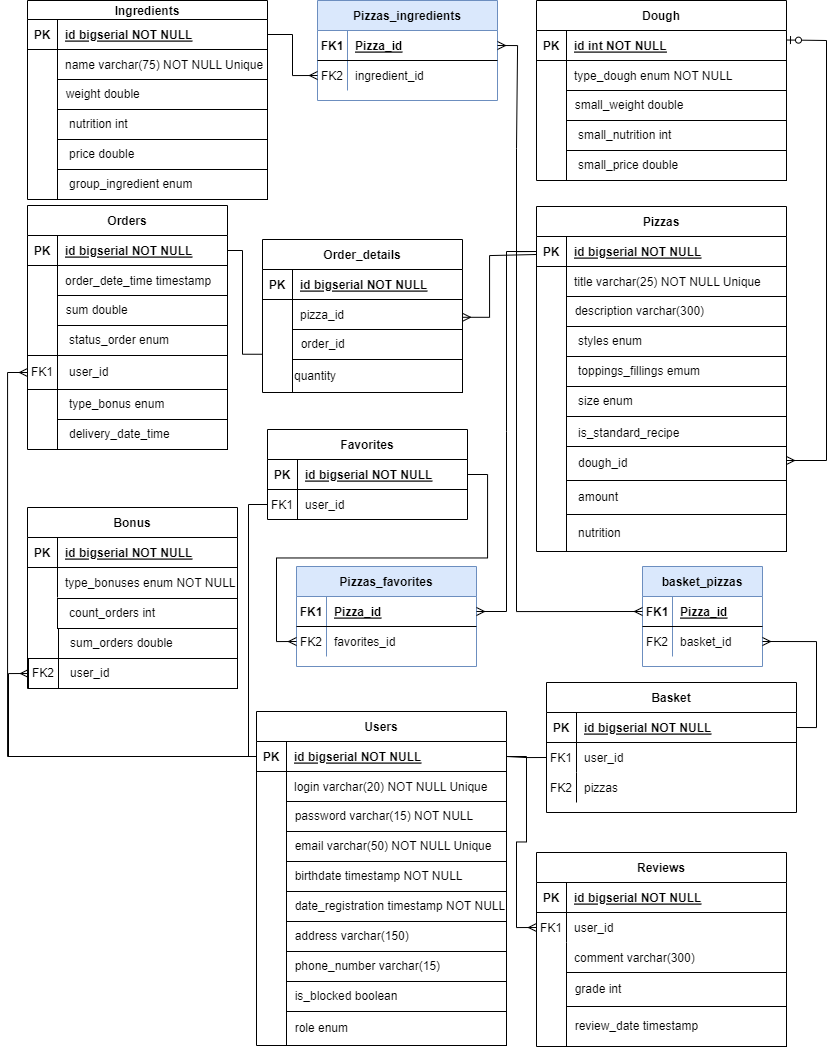 Ingredients
PK id bigserial NOT NULL
name varchar(75) NOT NULL Unique
weight double
nutrition int
price double
group_ingredient enum
Pizzas_ingredients
FK1 Pizza_id
FK2 ingredient_id
Dough
PK id int NOT NULL
type_dough enum NOT NULL
small_weight double
small_nutrition int
small_price double
Orders
PK id bigserial NOT NULL
order_dete_time timestamp
sum double
status_order enum
FK1 user_id
type_bonus enum
delivery_date_time
Order_details
PK id bigserial NOT NULL
pizza_id
order_id
quantity
Pizzas
PK id bigserial NOT NULL
title varchar(25) NOT NULL Unique
description varchar(300)
styles enum
toppings_fillings emum
size enum
is_standard_recipe
dough_id
amount
nutrition
Favorites
PK id bigserial NOT NULL
FK1 user_id
Bonus
PK id bigserial NOT NULL
type_bonuses enum NOT NULL
count_orders int
sum_orders double
FK2 user_id
Pizzas_favorites
FK1 Pizza_id
FK2 favorites_id
basket_pizzas
FK1 Pizza_id
FK2 basket_id
Users
PK id bigserial NOT NULL
login varchar(20) NOT NULL Unique
password varchar(15) NOT NULL
email varchar(50) NOT NULL Unique
birthdate timestamp NOT NULL
date_registration timestamp NOT NULL
address varchar(150)
phone_number varchar(15)
is_blocked boolean
role enum
Basket
PK id bigserial NOT NULL
FK1 user_id
FK2 pizzas
Reviews
PK id bigserial NOT NULL
FK1 user_id
comment varchar(300)
grade int
review_date timestamp